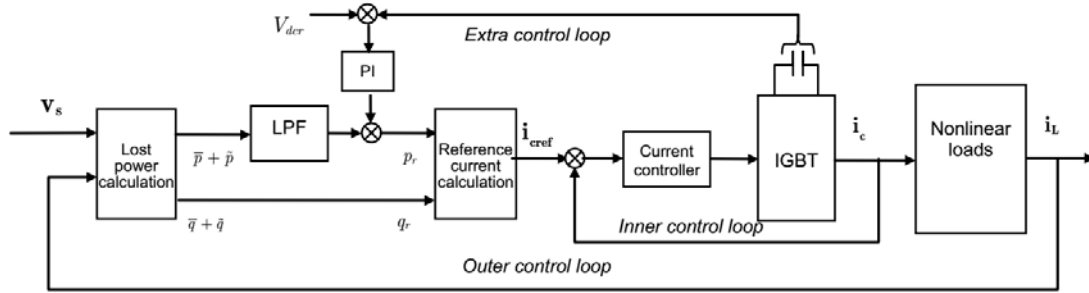 V_dcr
Extra control loop
PI
v_s
LPF
i_cref
i_c
i_L
Lost
power
calculation
p̅ + p̃
p_r
Reference
current
calculation
Current
controller
IGBT
Nonlinear
loads
q̅ + q̃
q_r
Inner control loop
Outer control loop